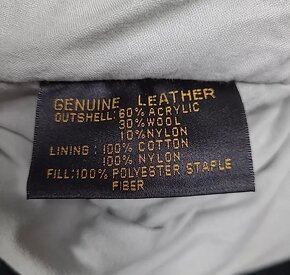 GENUINE LEATHER
OUTSHELL: 60% ACRYLIC
30% WOOL
10% NYLON
LINING: 100% COTTON
100% NYLON
FILL: 100% POLYESTER STAPLE
FIBER